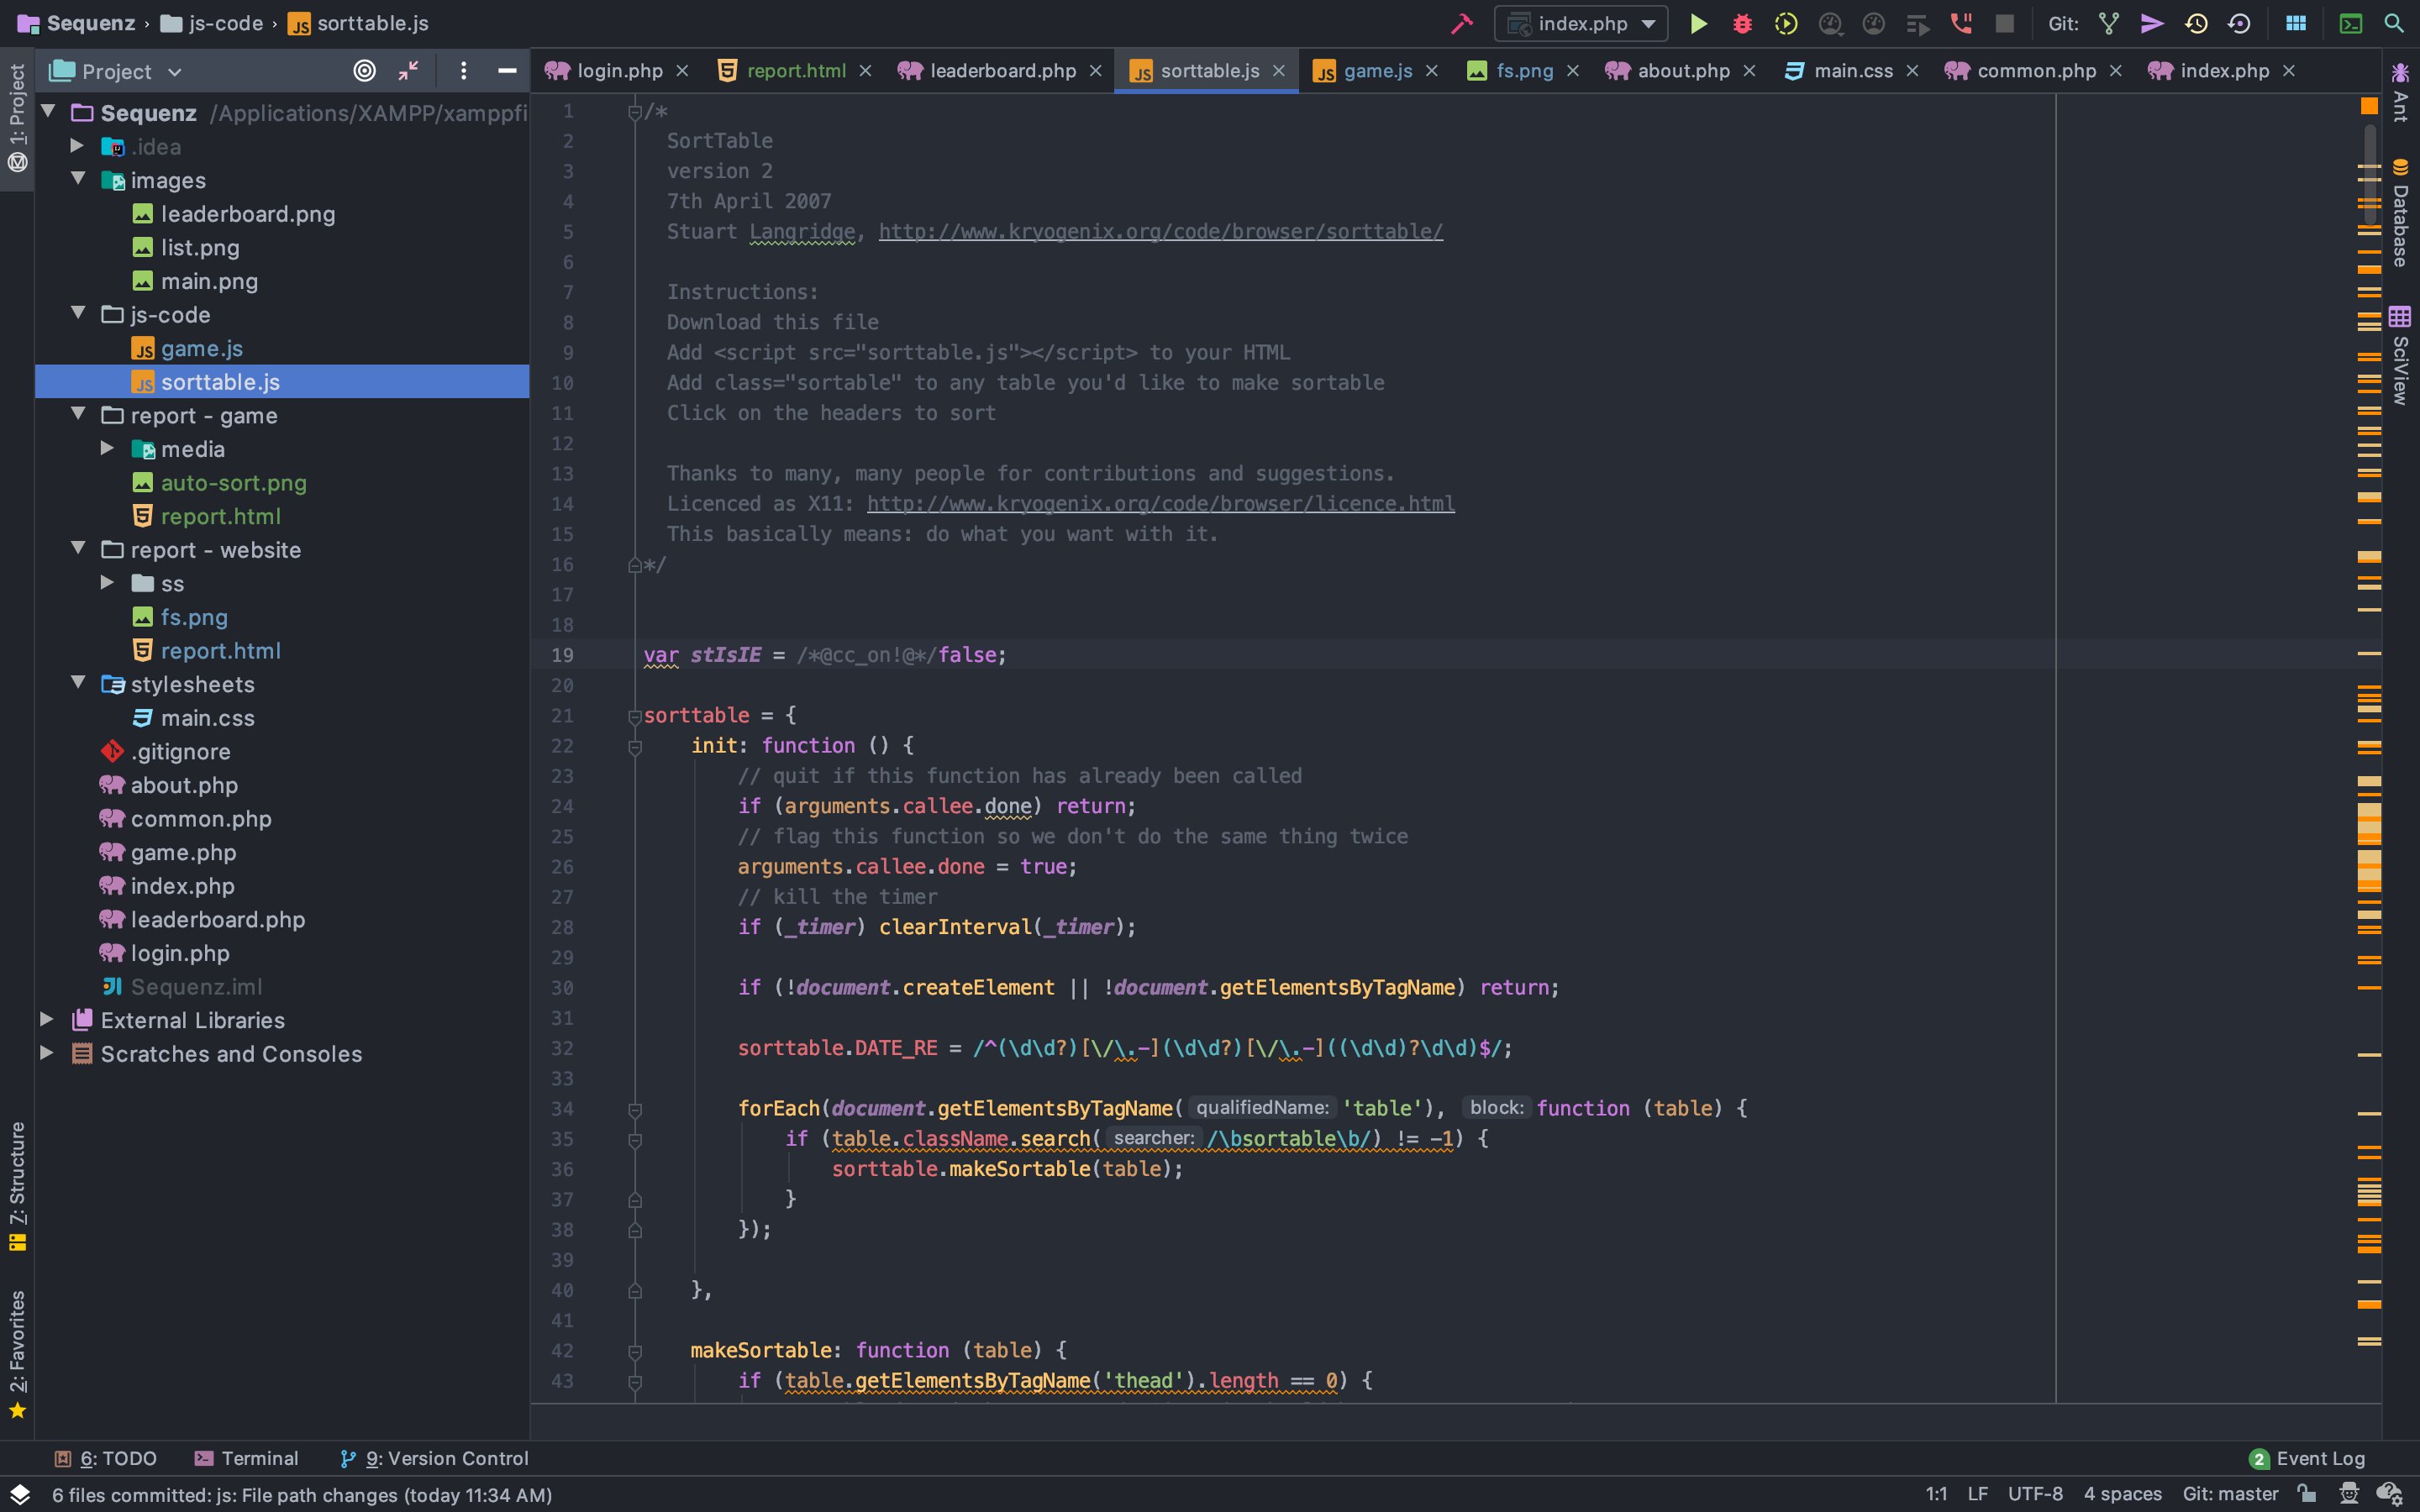 Sequenz › js-code › sorttable.js
index.php
Git:
Project
login.php
report.html
leaderboard.php
sorttable.js
game.js
fs.png
about.php
main.css
common.php
index.php
1: Project
7: Structure
2: Favorites
Sequenz /Applications/XAMPP/xamppfi
.idea
images
leaderboard.png
list.png
main.png
js-code
game.js
sorttable.js
report - game
media
auto-sort.png
report.html
report - website
ss
fs.png
report.html
stylesheets
main.css
.gitignore
about.php
common.php
game.php
index.php
leaderboard.php
login.php
Sequenz.iml
External Libraries
Scratches and Consoles
1 /*
2 SortTable
3 version 2
4 7th April 2007
5 Stuart Langridge, http://www.kryogenix.org/code/browser/sorttable/
6
7 Instructions:
8 Download this file
9 Add <script src="sorttable.js"></script> to your HTML
10 Add class="sortable" to any table you'd like to make sortable
11 Click on the headers to sort
12
13 Thanks to many, many people for contributions and suggestions.
14 Licenced as X11: http://www.kryogenix.org/code/browser/licence.html
15 This basically means: do what you want with it.
16 */
17
18
19 var stIsIE = /*@cc_on!@*/false;
20
21 sorttable = {
22 init: function () {
23 // quit if this function has already been called
24 if (arguments.callee.done) return;
25 // flag this function so we don't do the same thing twice
26 arguments.callee.done = true;
27 // kill the timer
28 if (_timer) clearInterval(_timer);
29
30 if (!document.createElement || !document.getElementsByTagName) return;
31
32 sorttable.DATE_RE = /^(\d\d?)[\/\.-](\d\d?)[\/\.-]((\d\d)?\d\d)$/;
33
34 forEach(document.getElementsByTagName( qualifiedName: 'table'), block: function (table) {
35 if (table.className.search( searcher: /\bsortable\b/) != -1) {
36 sorttable.makeSortable(table);
37 }
38 });
39
40 },
41
42 makeSortable: function (table) {
43 if (table.getElementsByTagName('thead').length == 0) {
Ant
Database
SciView
6: TODO
Terminal
9: Version Control
2 Event Log
6 files committed: js: File path changes (today 11:34 AM)
1:1 LF UTF-8 4 spaces Git: master